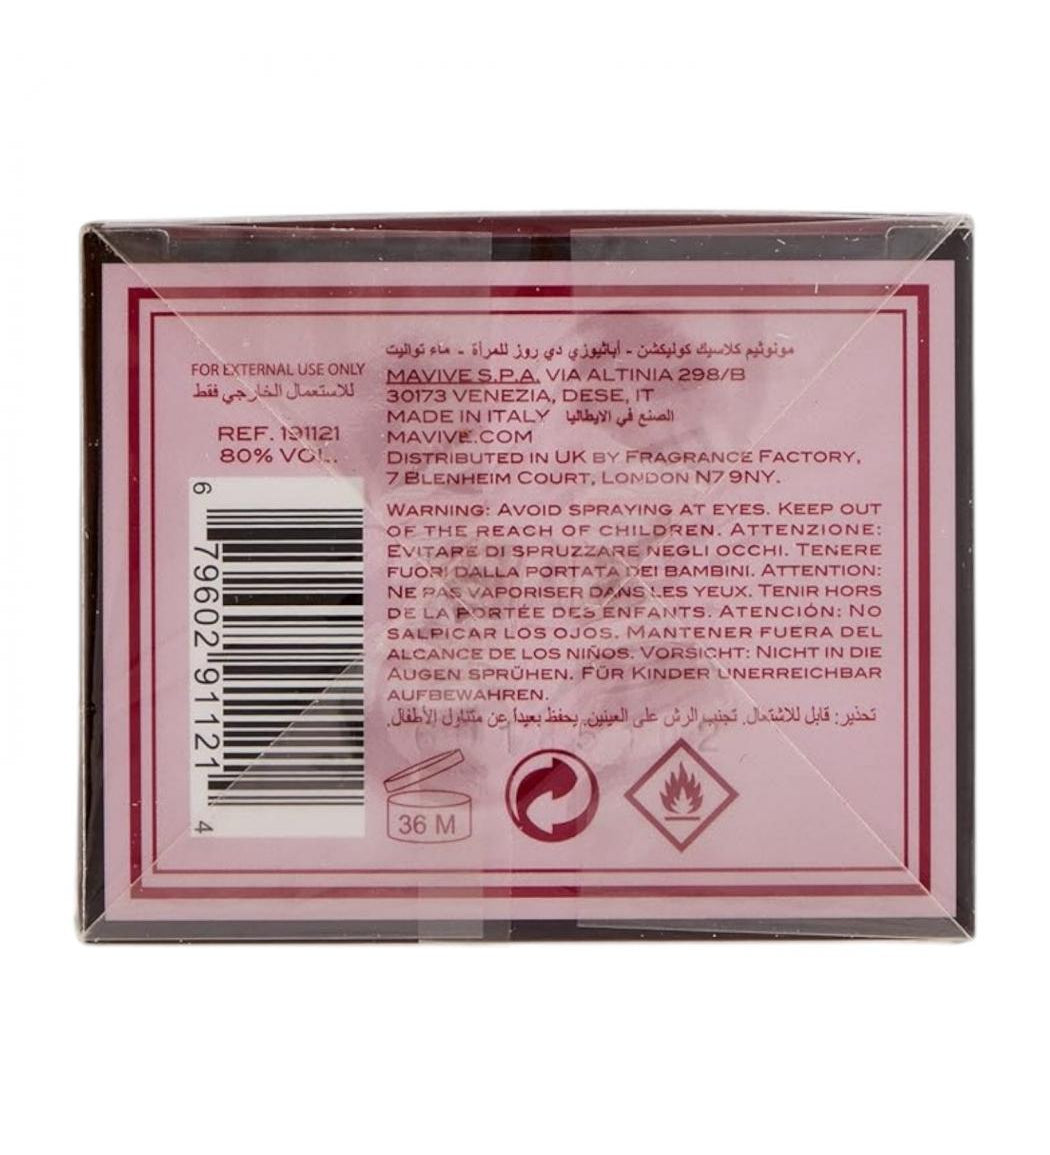 FOR EXTERNAL USE ONLY
للاستعمال الخارجي فقط
REF. 191121
80% VOL.
6 79602 91121 4
مونوثيم كلاسيك كوليكشن - أباثيوزي دي روز للمرأة - ماء تواليت
MAVIVE S.P.A. VIA ALTINIA 298/B
30173 VENEZIA, DESE, IT
MADE IN ITALY الصنع في الايطاليا
MAVIVE.COM
DISTRIBUTED IN UK BY FRAGRANCE FACTORY,
7 BLENHEIM COURT, LONDON N7 9NY.
WARNING: AVOID SPRAYING AT EYES. KEEP OUT
OF THE REACH OF CHILDREN. ATTENZIONE:
EVITARE DI SPRUZZARE NEGLI OCCHI. TENERE
FUORI DALLA PORTATA DEI BAMBINI. ATTENTION:
NE PAS VAPORISER DANS LES YEUX. TENIR HORS
DE LA PORTÉE DES ENFANTS. ATENCIÓN: NO
SALPICAR LOS OJOS. MANTENER FUERA DEL
ALCANCE DE LOS NIÑOS. VORSICHT: NICHT IN DIE
AUGEN SPRÜHEN. FÜR KINDER UNERREICHBAR
AUFBEWAHREN.
تحذير: قابل للاشتعال. تجنب الرش على العينين. يحفظ بعيداً عن متناول الأطفال.
36 M